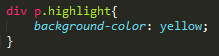 div p.highlight{
    background-color: yellow;
}